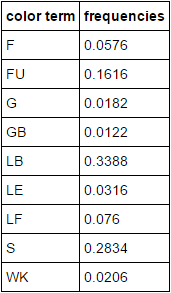 color term frequencies
F 0.0576
FU 0.1616
G 0.0182
GB 0.0122
LB 0.3388
LE 0.0316
LF 0.076
S 0.2834
WK 0.0206